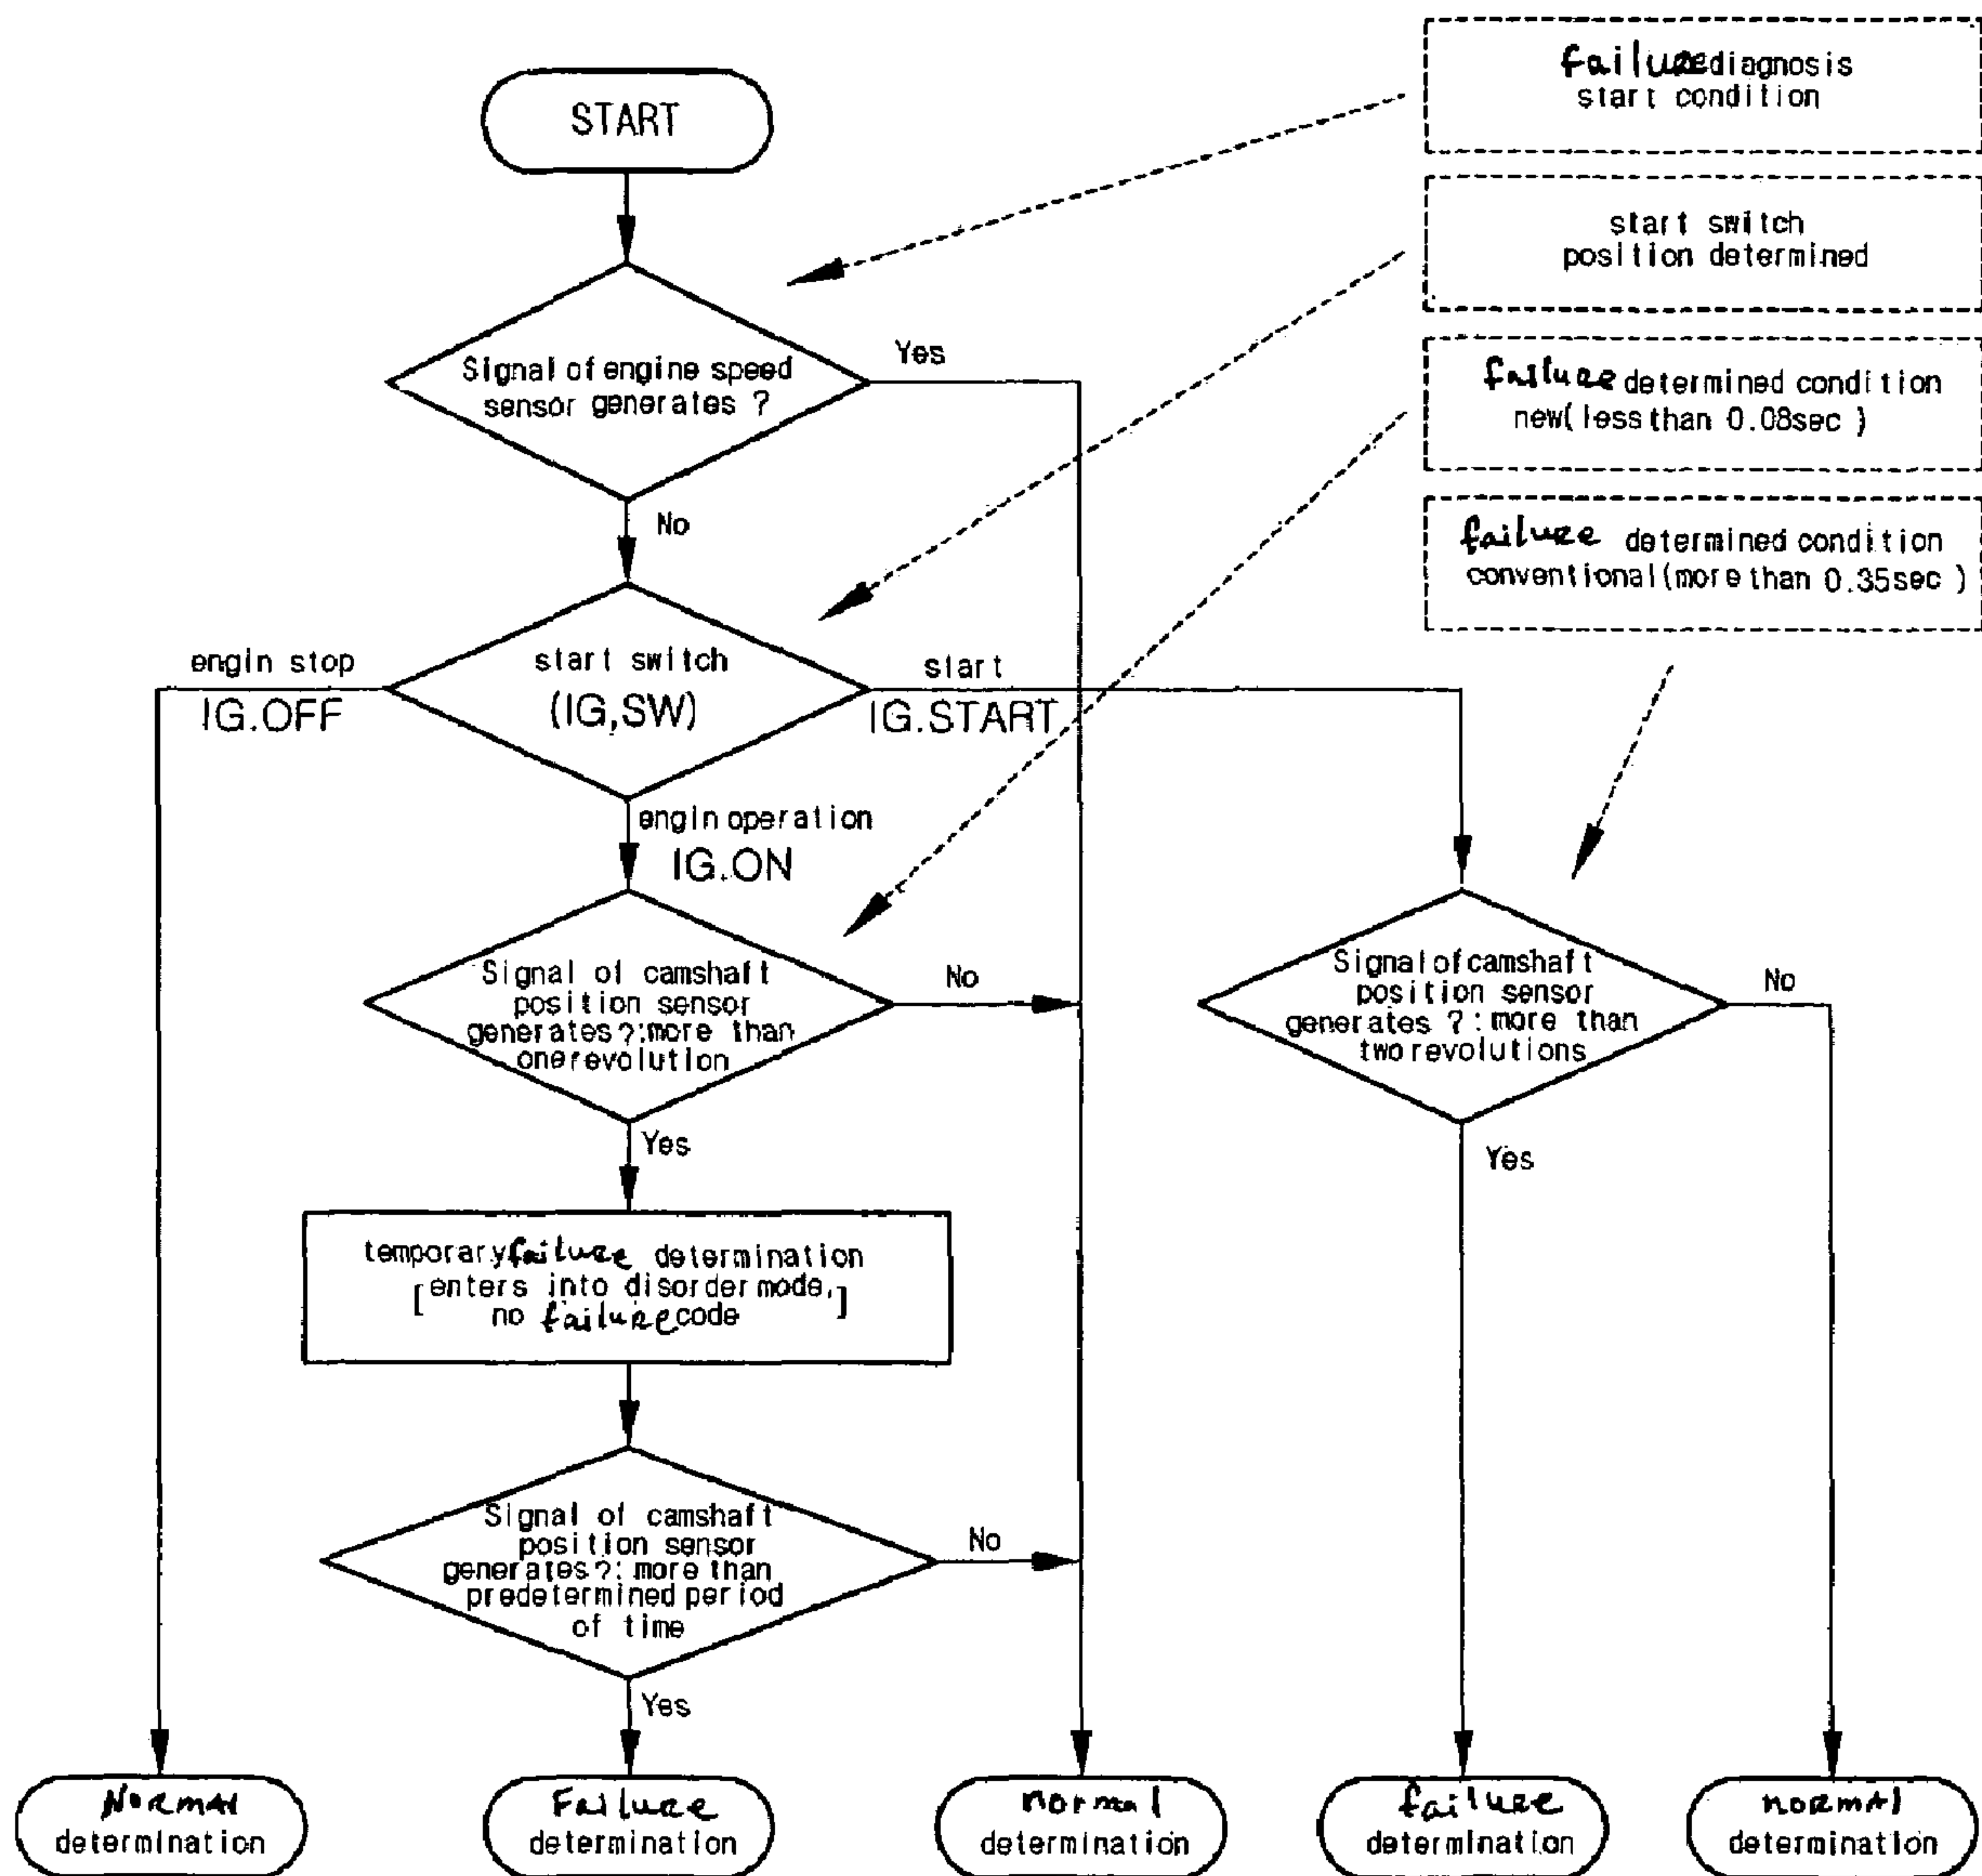 START
failure diagnosis
start condition
start switch
position determined
failure determined condition
new(less than 0.08sec )
failure determined condition
conventional(more than 0.35sec )
Signal of engine speed
sensor generates ?
Yes
No
engin stop
IG.OFF
start switch
(IG,SW)
start
IG.START
engin operation
IG.ON
Signal of camshaft
position sensor
generates?:more than
one revolution
No
Yes
Signal of camshaft
position sensor
generates ?: more than
two revolutions
No
Yes
temporary failure determination
[enters into disorder mode,
no failure code ]
Signal of camshaft
position sensor
generates?: more than
predetermined period
of time
No
Yes
NORMAl
determination
Failure
determination
normal
determination
failure
determination
NORMAl
determination